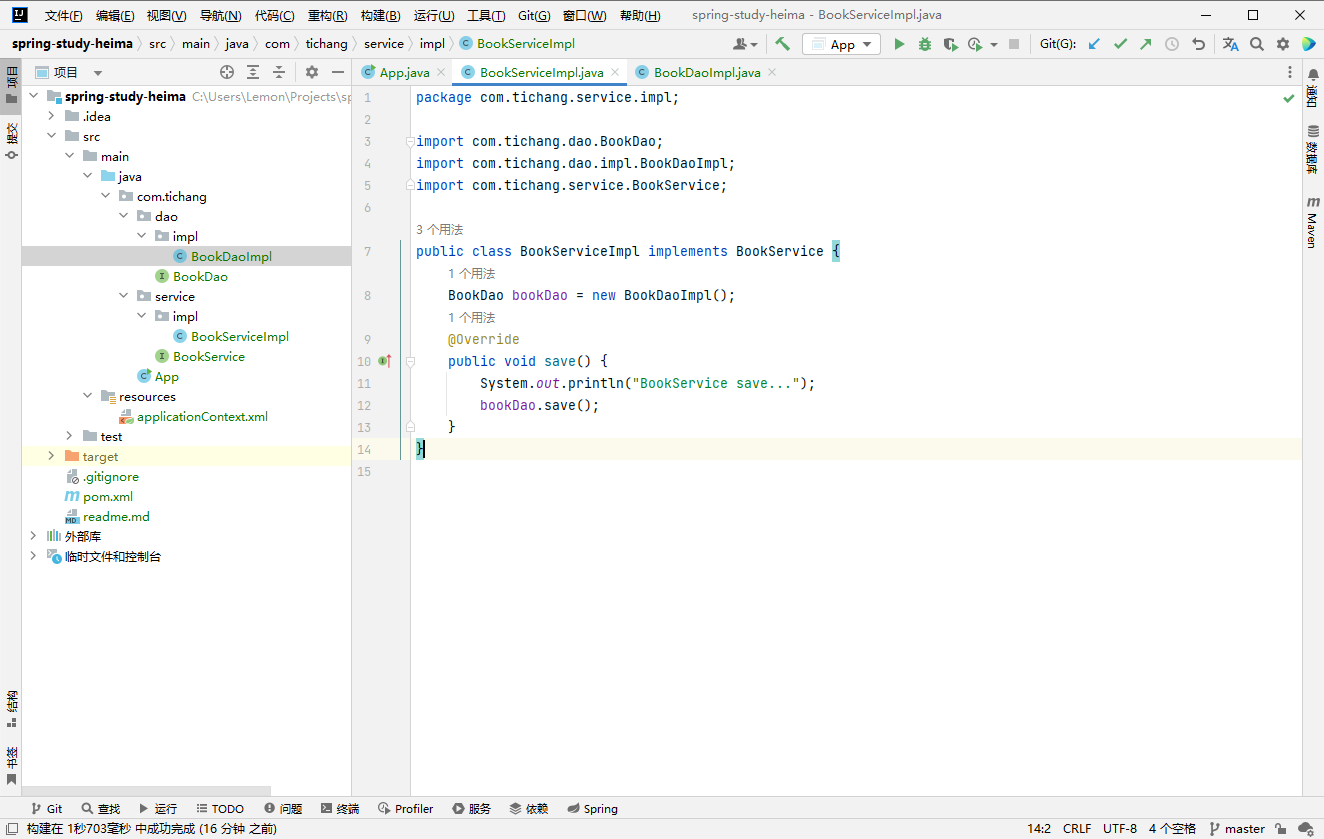 文件(F) 编辑(E) 视图(V) 导航(N) 代码(C) 重构(R) 构建(B) 运行(U) 工具(T) Git(G) 窗口(W) 帮助(H) spring-study-heima - BookServiceImpl.java
spring-study-heima src main java com tichang service impl BookServiceImpl App Git(G):
项目 App.java BookServiceImpl.java BookDaoImpl.java
项目
提交
结构
书签
spring-study-heima C:\Users\Lemon\Projects\sp
.idea
src
main
java
com.tichang
dao
impl
BookDaoImpl
BookDao
service
impl
BookServiceImpl
BookService
App
resources
applicationContext.xml
test
target
.gitignore
pom.xml
readme.md
外部库
临时文件和控制台
1 package com.tichang.service.impl;
2
3 import com.tichang.dao.BookDao;
4 import com.tichang.dao.impl.BookDaoImpl;
5 import com.tichang.service.BookService;
6
3 个用法
7 public class BookServiceImpl implements BookService {
1 个用法
8 BookDao bookDao = new BookDaoImpl();
1 个用法
9 @Override
10 public void save() {
11 System.out.println("BookService save...");
12 bookDao.save();
13 }
14 }
15
通知
数据库
m Maven
Git 查找 运行 TODO 问题 终端 Profiler 服务 依赖 Spring
构建在 1秒703毫秒 中成功完成 (16 分钟 之前) 14:2 CRLF UTF-8 4 个空格 master